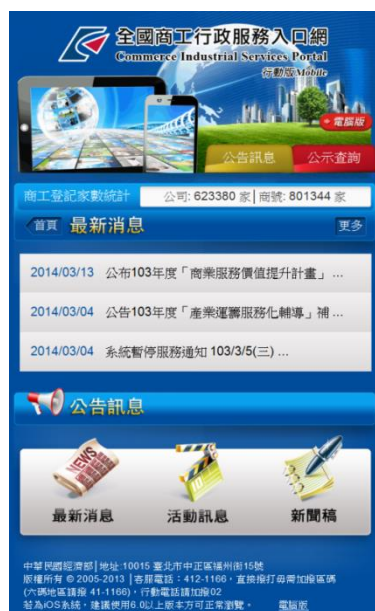 全國商工行政服務入口網
Commerce Industrial Services Portal
行動版Mobile
電腦版
公告訊息 公示查詢
商工登記家數統計 公司: 623380 家│商號: 801344 家
首頁 最新消息 更多
2014/03/13 公布103年度「商業服務價值提升計畫」 ...
2014/03/04 公告103年度「產業運籌服務化輔導」補 ...
2014/03/04 系統暫停服務通知 103/3/5(三) ...
公告訊息
NEWS
最新消息 活動訊息 新聞稿
中華民國經濟部│地址:10015 臺北市中正區福州街15號
版權所有 © 2005-2013 │客服電話：412-1166，直接撥打毋需加撥區碼
(六碼地區請撥 41-1166)，行動電話請加撥02
若為iOS系統，建議使用6.0以上版本方可正常瀏覽。 電腦版